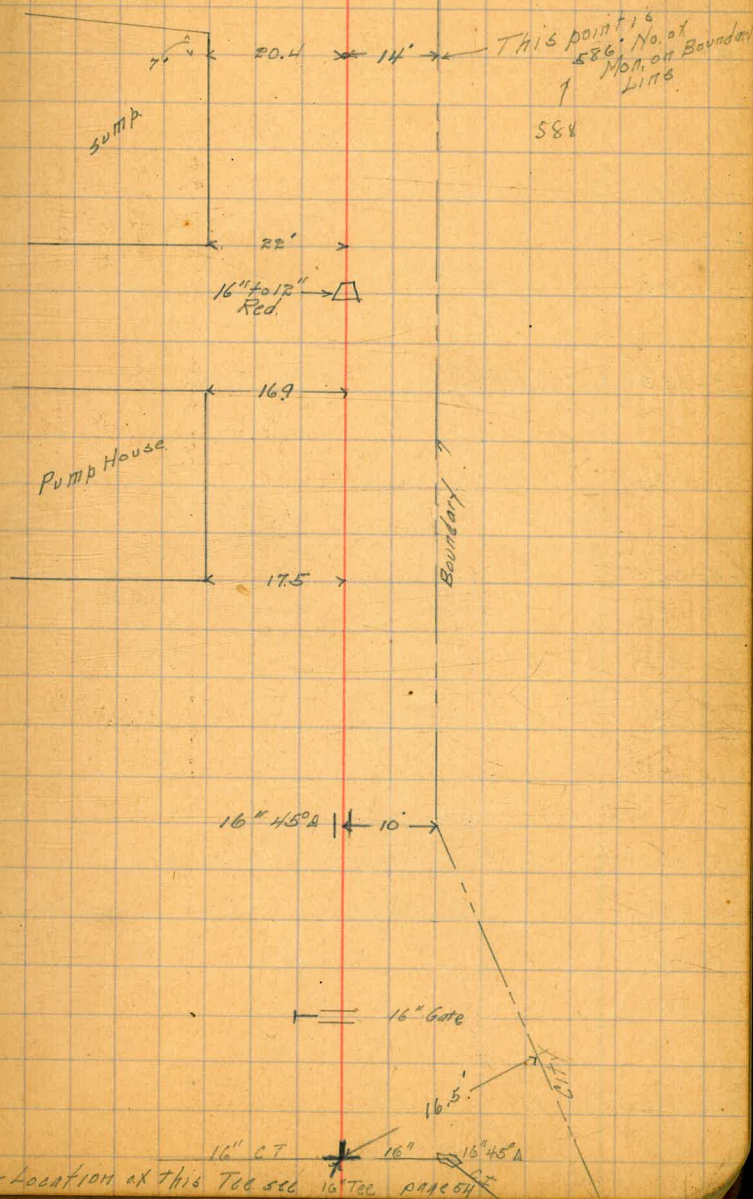 This point is
586' No. of
Mon. on Boundary
Line
588
7'
20.4
14'
Sump.
22'
16" to 12"
Red.
16.9
Pump House
Boundary
17.5
16" 45° Δ
10'
16" Gate
16.5'
16" CI
16"
16" 45° Δ
CI
Location of this Tee see 16" Tee page 54